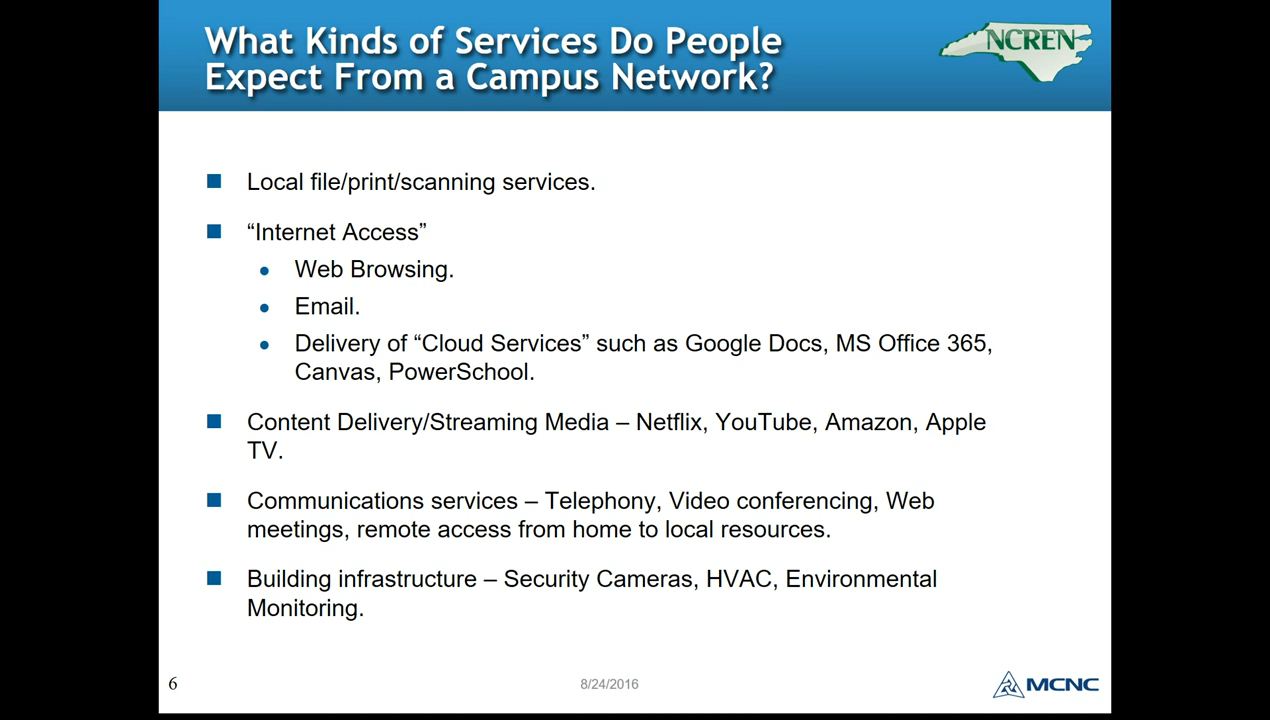 What Kinds of Services Do People
Expect From a Campus Network?
NCREN
Local file/print/scanning services.
“Internet Access”
Web Browsing.
Email.
Delivery of “Cloud Services” such as Google Docs, MS Office 365,
Canvas, PowerSchool.
Content Delivery/Streaming Media – Netflix, YouTube, Amazon, Apple
TV.
Communications services – Telephony, Video conferencing, Web
meetings, remote access from home to local resources.
Building infrastructure – Security Cameras, HVAC, Environmental
Monitoring.
6
8/24/2016
MCNC